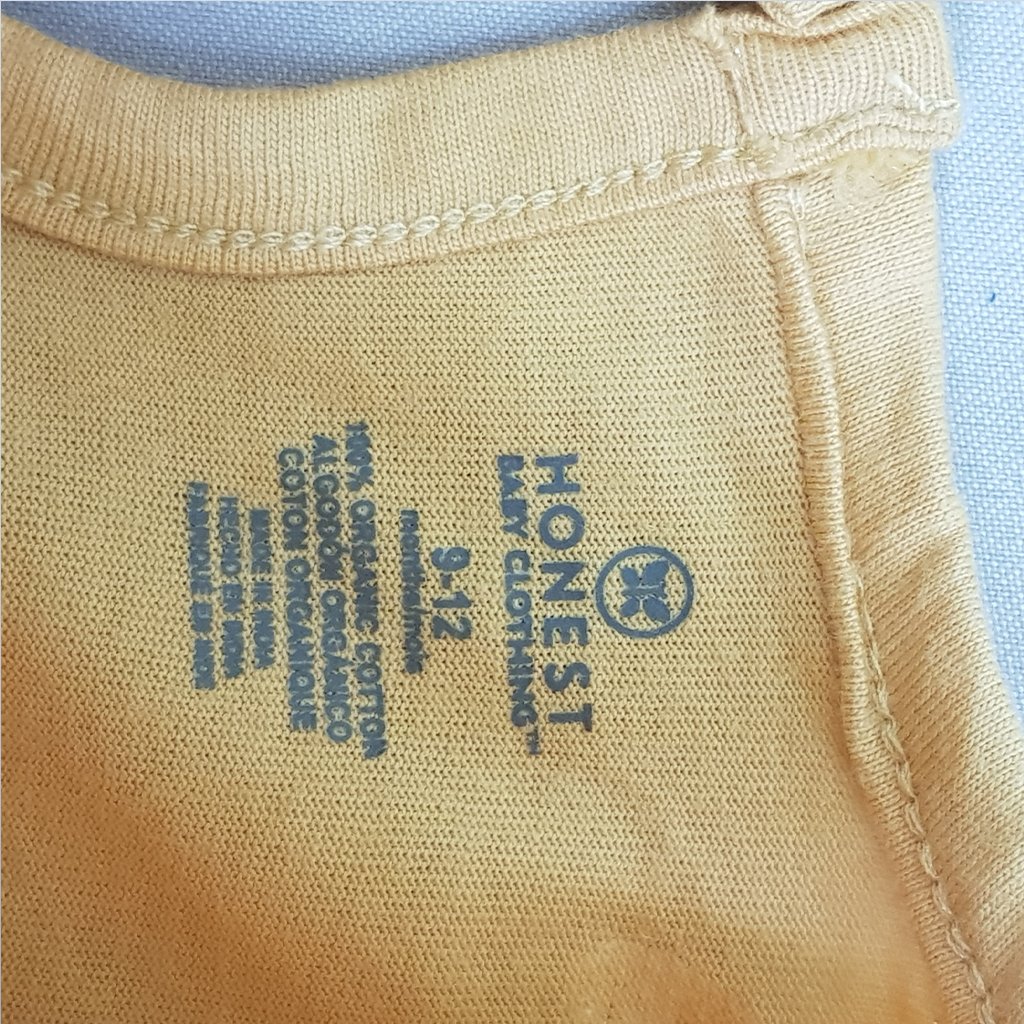 HONEST
BABY CLOTHING™
9-12
months/mois
100% ORGANIC COTTON
ALGODÓN ORGÁNICO
COTON ORGANIQUE
MADE IN INDIA
HECHO EN INDIA
FABRIQUÉ EN INDE